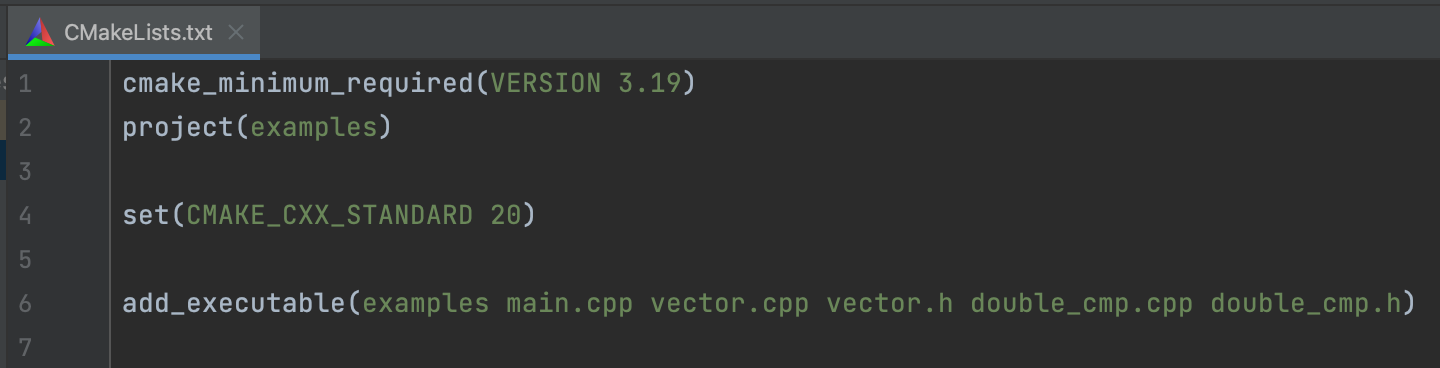 CMakeLists.txt
1 cmake_minimum_required(VERSION 3.19)
2 project(examples)
3
4 set(CMAKE_CXX_STANDARD 20)
5
6 add_executable(examples main.cpp vector.cpp vector.h double_cmp.cpp double_cmp.h)
7